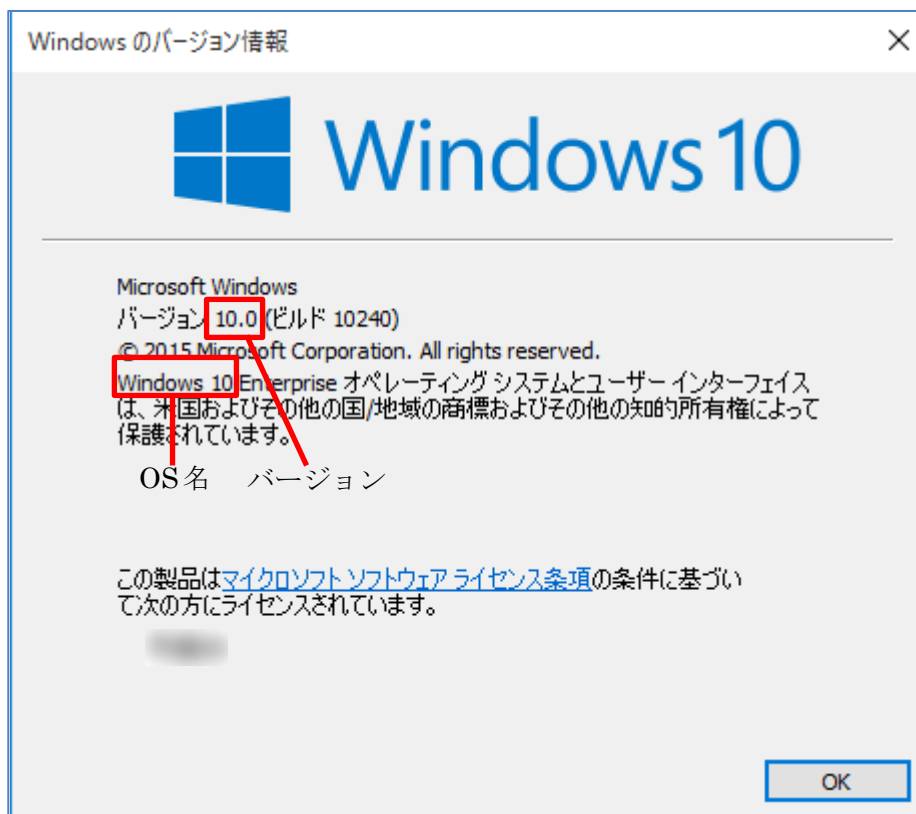 Windows のバージョン情報
Windows 10
Microsoft Windows
バージョン 10.0 (ビルド 10240)
© 2015 Microsoft Corporation. All rights reserved.
Windows 10 Enterprise オペレーティング システムとユーザー インターフェイス
は、米国およびその他の国/地域の商標およびその他の知的所有権によって
保護されています。
OS名 バージョン
この製品はマイクロソフト ソフトウェア ライセンス条項の条件に基づい
て次の方にライセンスされています。
OK